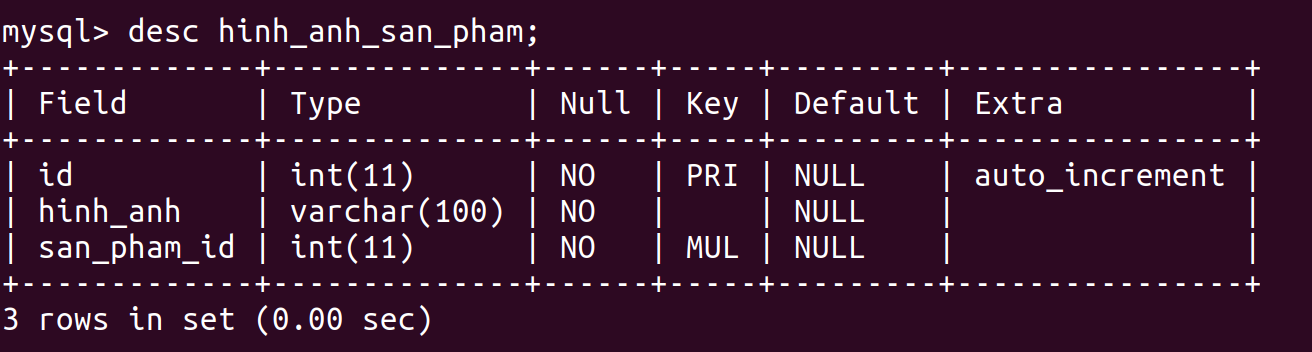 mysql> desc hinh_anh_san_pham;
+-------------+--------------+------+-----+---------+----------------+
| Field       | Type         | Null | Key | Default | Extra          |
+-------------+--------------+------+-----+---------+----------------+
| id          | int(11)      | NO   | PRI | NULL    | auto_increment |
| hinh_anh    | varchar(100) | NO   |     | NULL    |                |
| san_pham_id | int(11)      | NO   | MUL | NULL    |                |
+-------------+--------------+------+-----+---------+----------------+
3 rows in set (0.00 sec)